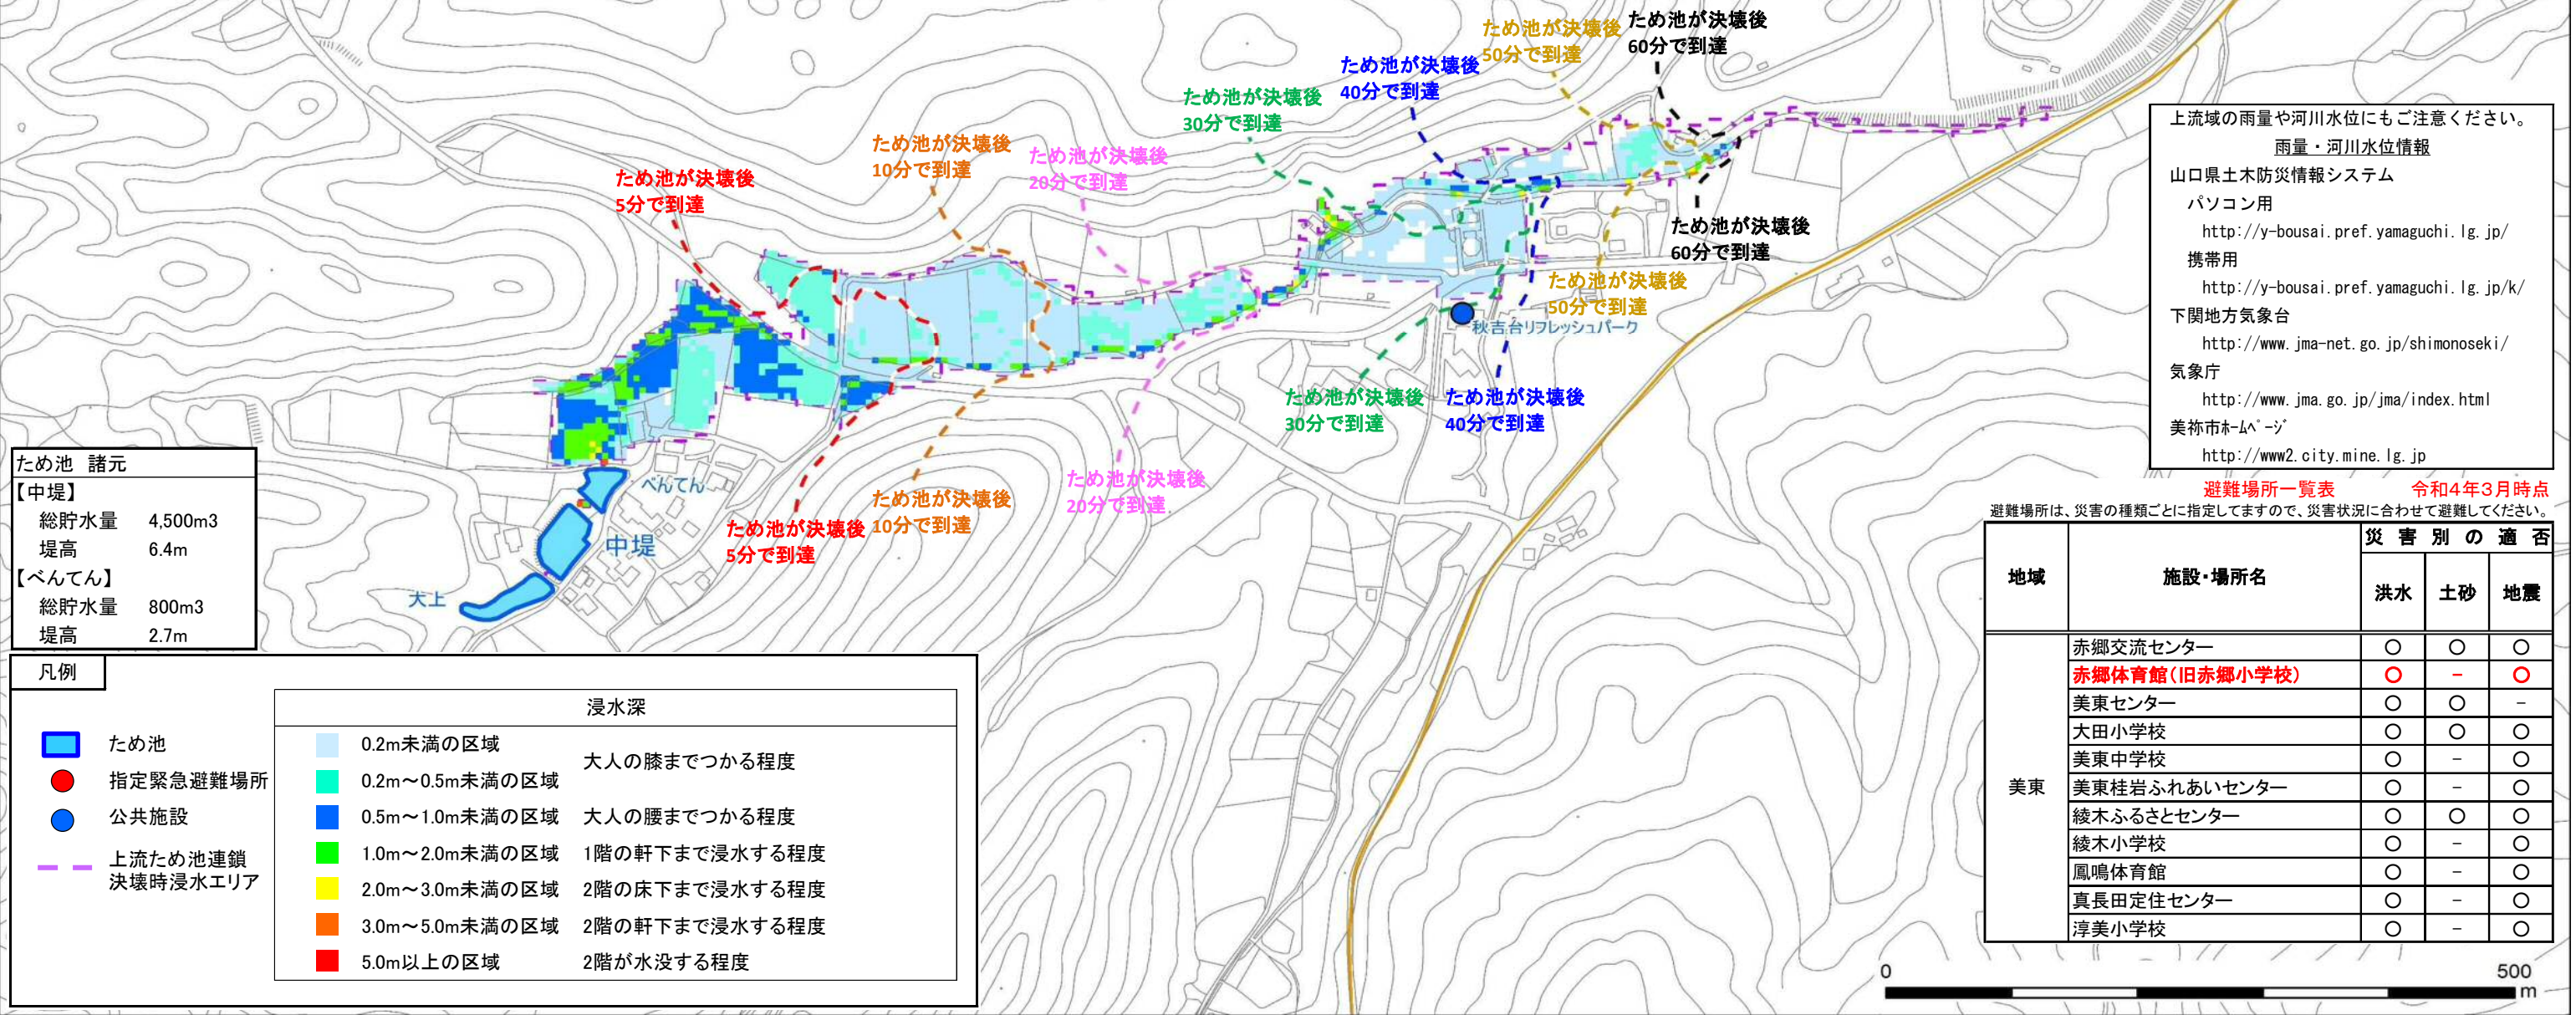 ため池が決壊後
60分で到達
ため池が決壊後
50分で到達
ため池が決壊後
40分で到達
ため池が決壊後
30分で到達
ため池が決壊後
10分で到達
ため池が決壊後
20分で到達
ため池が決壊後
5分で到達
ため池が決壊後
60分で到達
ため池が決壊後
50分で到達
秋吉台リフレッシュパーク
ため池が決壊後
30分で到達
ため池が決壊後
40分で到達
ため池が決壊後
20分で到達
ため池が決壊後
10分で到達
ため池が決壊後
5分で到達
べんてん
中堤
大上
上流域の雨量や河川水位にもご注意ください。
雨量・河川水位情報
山口県土木防災情報システム
パソコン用
http://y-bousai.pref.yamaguchi.lg.jp/
携帯用
http://y-bousai.pref.yamaguchi.lg.jp/k/
下関地方気象台
http://www.jma-net.go.jp/shimonoseki/
気象庁
http://www.jma.go.jp/jma/index.html
美祢市ホームページ
http://www2.city.mine.lg.jp
ため池 諸元
【中堤】
総貯水量 4,500m3
堤高 6.4m
【べんてん】
総貯水量 800m3
堤高 2.7m
凡例
ため池
指定緊急避難場所
公共施設
上流ため池連鎖
決壊時浸水エリア
浸水深
0.2m未満の区域
大人の膝までつかる程度
0.2m～0.5m未満の区域
0.5m～1.0m未満の区域 大人の腰までつかる程度
1.0m～2.0m未満の区域 1階の軒下まで浸水する程度
2.0m～3.0m未満の区域 2階の床下まで浸水する程度
3.0m～5.0m未満の区域 2階の軒下まで浸水する程度
5.0m以上の区域 2階が水没する程度
避難場所一覧表 令和4年3月時点
避難場所は、災害の種類ごとに指定してますので、災害状況に合わせて避難してください。
地域 施設・場所名 災害別の適否
洪水 土砂 地震
美東
赤郷交流センター ○ ○ ○
赤郷体育館(旧赤郷小学校) ○ - ○
美東センター ○ ○ -
大田小学校 ○ ○ ○
美東中学校 ○ - ○
美東桂岩ふれあいセンター ○ - ○
綾木ふるさとセンター ○ ○ ○
綾木小学校 ○ - ○
鳳鳴体育館 ○ - ○
真長田定住センター ○ - ○
淳美小学校 ○ - ○
0 500
m